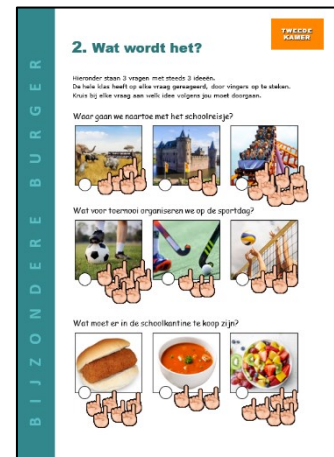 TWEEDE
KAMER
2. Wat wordt het?
Hieronder staan 3 vragen met steeds 3 ideeën.
De hele klas heeft op elke vraag gereageerd, door vingers op te steken.
Kruis bij elke vraag aan welk idee volgens jou moet doorgaan.
Waar gaan we naartoe met het schoolreisje?
Wat voor toernooi organiseren we op de sportdag?
Wat moet er in de schoolkantine te koop zijn?
BIJZONDERE BURGER